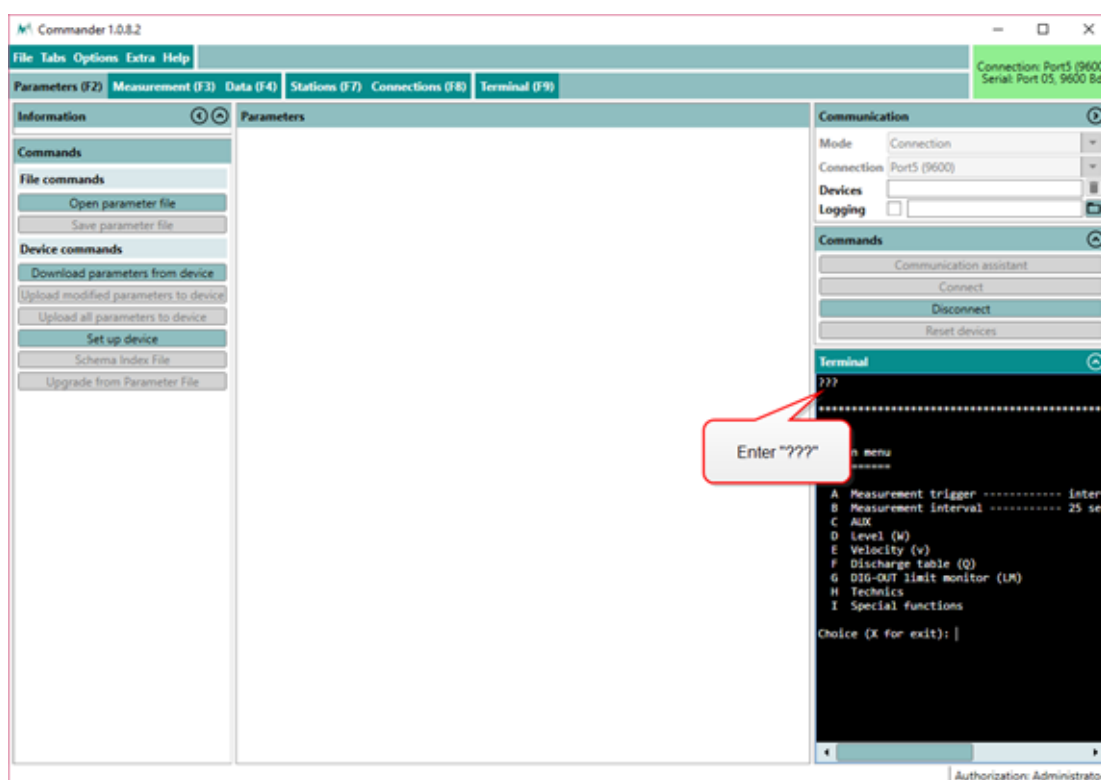 Commander 1.0.8.2
File Tabs Options Extra Help
Connection: Port5 (9600
Serial: Port 05, 9600 Bd
Parameters (F2) Measurement (F3) Data (F4) Stations (F7) Connections (F8) Terminal (F9)
Information
Commands
File commands
Open parameter file
Save parameter file
Device commands
Download parameters from device
Upload modified parameters to device
Upload all parameters to device
Set up device
Schema Index File
Upgrade from Parameter File
Parameters
Enter "???"
Communication
Mode Connection
Connection Port5 (9600)
Devices
Logging
Commands
Communication assistant
Connect
Disconnect
Reset devices
Terminal
???
n menu
A Measurement trigger ------------ inter
B Measurement interval ----------- 25 se
C AUX
D Level (W)
E Velocity (v)
F Discharge table (Q)
G DIG-OUT limit monitor (LM)
H Technics
I Special functions
Choice (X for exit):
Authorization: Administrato